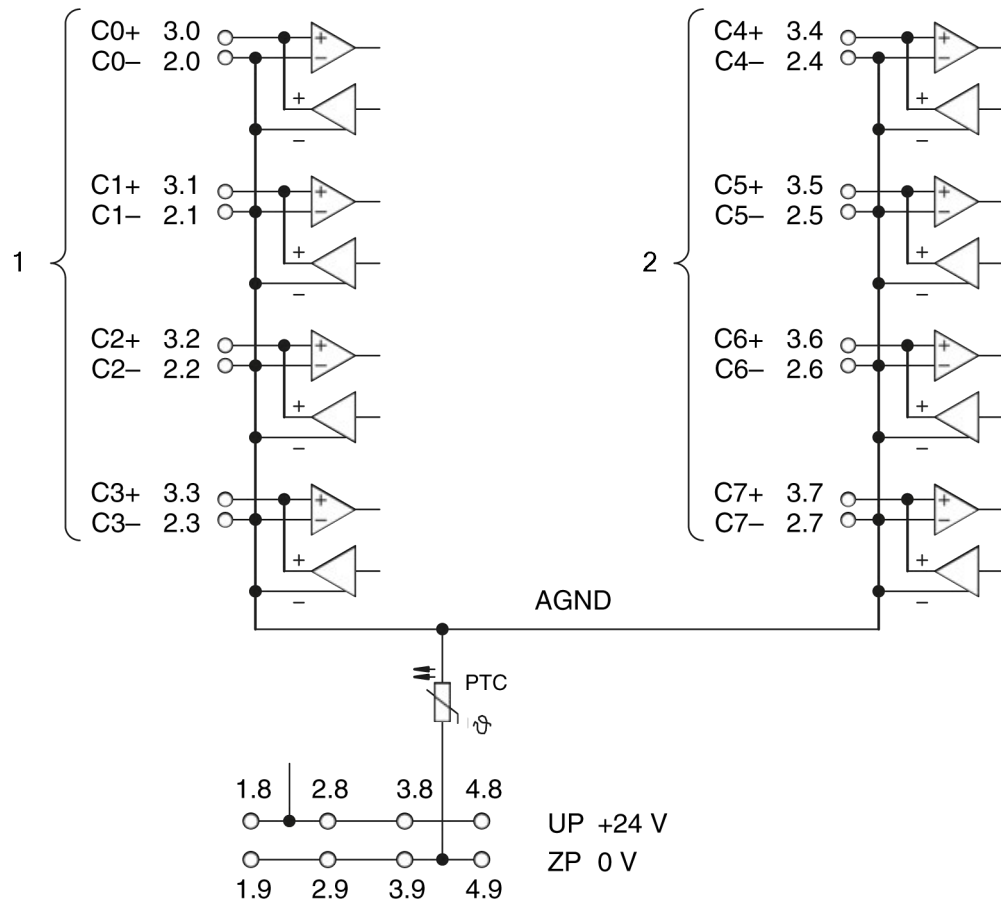 C0+ 3.0
C0– 2.0
+
–
+
–
C1+ 3.1
C1– 2.1
+
–
+
–
1
C2+ 3.2
C2– 2.2
+
–
+
–
C3+ 3.3
C3– 2.3
+
–
+
–
C4+ 3.4
C4– 2.4
+
–
+
–
C5+ 3.5
C5– 2.5
+
–
+
–
2
C6+ 3.6
C6– 2.6
+
–
+
–
C7+ 3.7
C7– 2.7
+
–
+
–
AGND
PTC
ϑ
1.8 2.8 3.8 4.8
UP +24 V
ZP 0 V
1.9 2.9 3.9 4.9